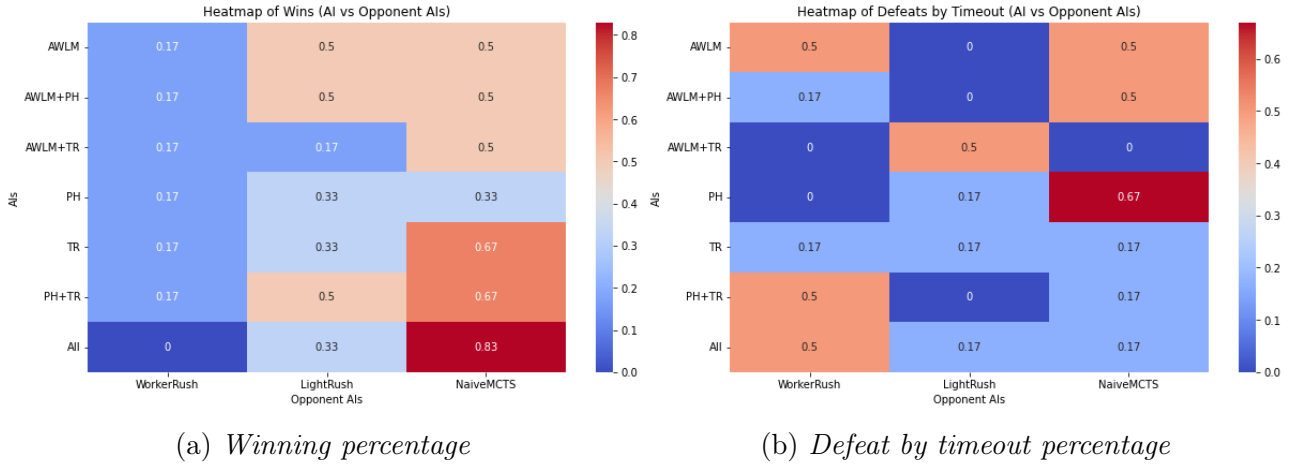 Heatmap of Wins (AI vs Opponent AIs)
AIs
AWLM 0.17 0.5 0.5
AWLM+PH 0.17 0.5 0.5
AWLM+TR 0.17 0.17 0.5
PH 0.17 0.33 0.33
TR 0.17 0.33 0.67
PH+TR 0.17 0.5 0.67
All 0 0.33 0.83
WorkerRush LightRush NaiveMCTS
Opponent AIs
0.8
0.7
0.6
0.5
0.4
0.3
0.2
0.1
0.0
(a) Winning percentage
Heatmap of Defeats by Timeout (AI vs Opponent AIs)
AIs
AWLM 0.5 0 0.5
AWLM+PH 0.17 0 0.5
AWLM+TR 0 0.5 0
PH 0 0.17 0.67
TR 0.17 0.17 0.17
PH+TR 0.5 0 0.17
All 0.5 0.17 0.17
WorkerRush LightRush NaiveMCTS
Opponent AIs
0.6
0.5
0.4
0.3
0.2
0.1
0.0
(b) Defeat by timeout percentage